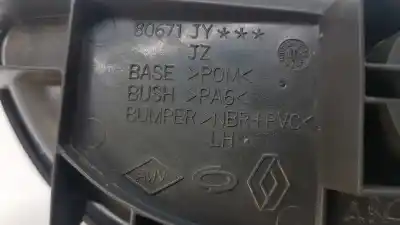 80671 JY***
JZ
BASE >POM<
BUSH >PA6<
BUMPER <NBR+PVC<
LH